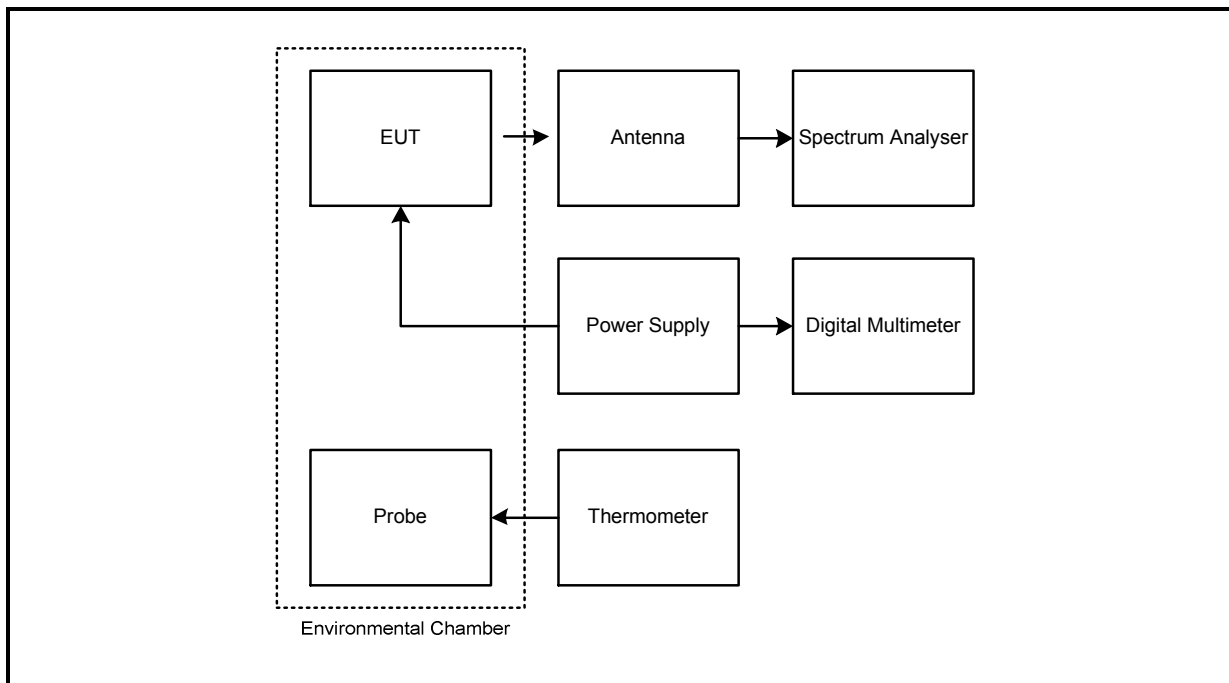 EUT
Antenna
Spectrum Analyser
Power Supply
Digital Multimeter
Probe
Thermometer
Environmental Chamber